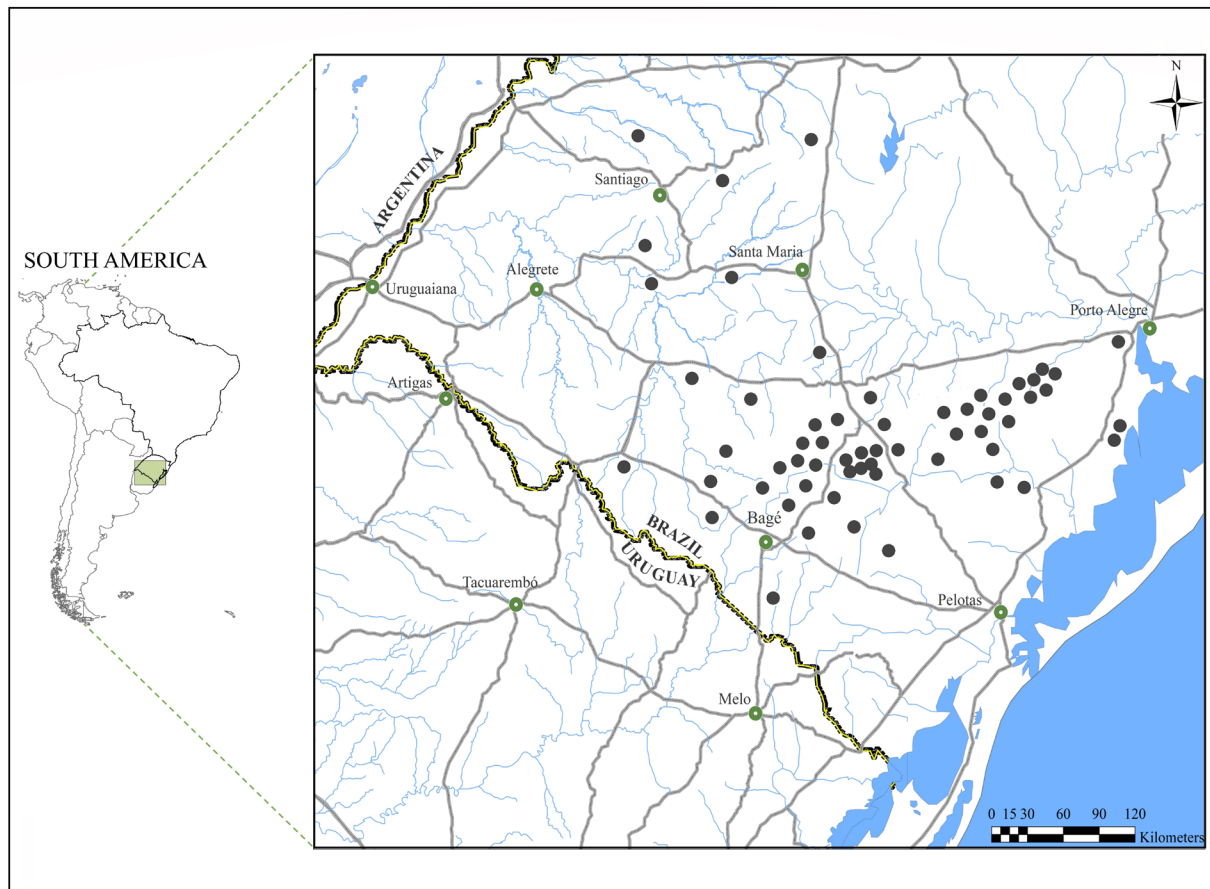 N
ARGENTINA
Santiago
Santa Maria
SOUTH AMERICA
Alegrete
Uruguaiana
Porto Alegre
Artigas
Bagé
BRAZIL
URUGUAY
Tacuarembó
Pelotas
Melo
0 15 30 60 90 120
Kilometers